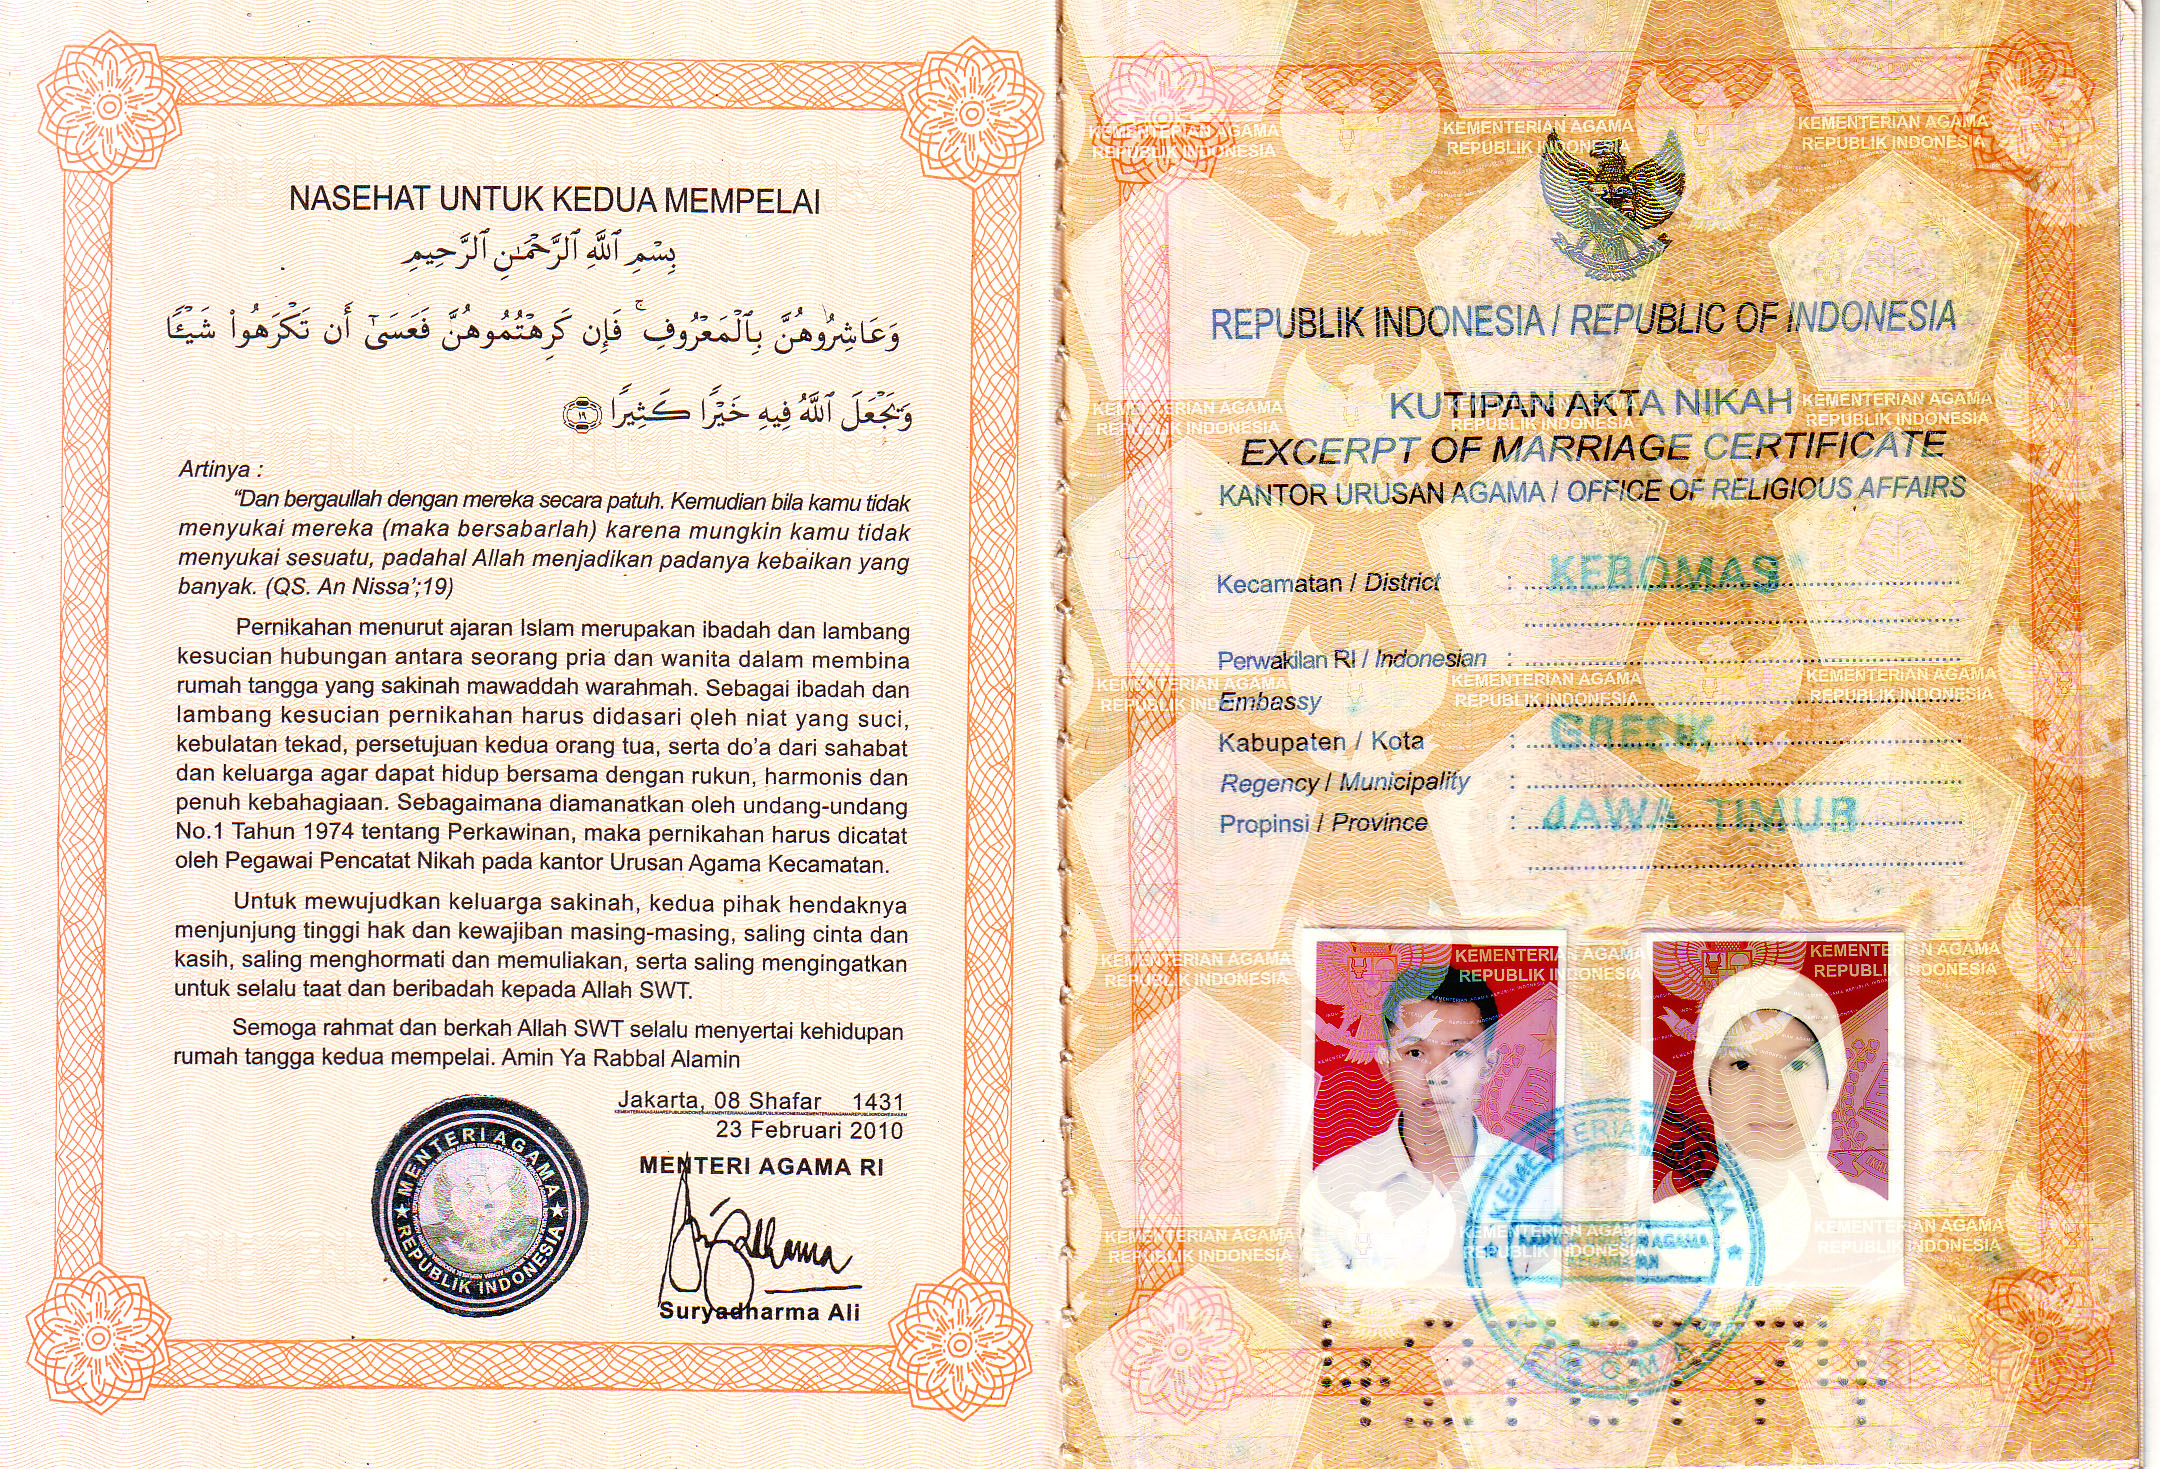 NASEHAT UNTUK KEDUA MEMPELAI
بِسْمِ ٱللَّهِ ٱلرَّحْمَـٰنِ ٱلرَّحِيمِ
وَعَاشِرُوهُنَّ بِٱلْمَعْرُوفِ ۚ فَإِن كَرِهْتُمُوهُنَّ فَعَسَىٰٓ أَن تَكْرَهُوا۟ شَيْـًٔا
وَيَجْعَلَ ٱللَّهُ فِيهِ خَيْرًا كَثِيرًا ١٩
Artinya :
“Dan bergaullah dengan mereka secara patuh. Kemudian bila kamu tidak
menyukai mereka (maka bersabarlah) karena mungkin kamu tidak
menyukai sesuatu, padahal Allah menjadikan padanya kebaikan yang
banyak. (QS. An Nissa’;19)
Pernikahan menurut ajaran Islam merupakan ibadah dan lambang
kesucian hubungan antara seorang pria dan wanita dalam membina
rumah tangga yang sakinah mawaddah warahmah. Sebagai ibadah dan
lambang kesucian pernikahan harus didasari oleh niat yang suci,
kebulatan tekad, persetujuan kedua orang tua, serta do’a dari sahabat
dan keluarga agar dapat hidup bersama dengan rukun, harmonis dan
penuh kebahagiaan. Sebagaimana diamanatkan oleh undang-undang
No.1 Tahun 1974 tentang Perkawinan, maka pernikahan harus dicatat
oleh Pegawai Pencatat Nikah pada kantor Urusan Agama Kecamatan.
Untuk mewujudkan keluarga sakinah, kedua pihak hendaknya
menjunjung tinggi hak dan kewajiban masing-masing, saling cinta dan
kasih, saling menghormati dan memuliakan, serta saling mengingatkan
untuk selalu taat dan beribadah kepada Allah SWT.
Semoga rahmat dan berkah Allah SWT selalu menyertai kehidupan
rumah tangga kedua mempelai. Amin Ya Rabbal Alamin
Jakarta, 08 Shafar 1431
23 Februari 2010
MENTERI AGAMA RI
Suryadharma Ali
MENTERI AGAMA
REPUBLIK INDONESIA
KEMENTERIAN AGAMA
REPUBLIK INDONESIA
REPUBLIK INDONESIA / REPUBLIC OF INDONESIA
KUTIPAN AKTA NIKAH
EXCERPT OF MARRIAGE CERTIFICATE
KANTOR URUSAN AGAMA / OFFICE OF RELIGIOUS AFFAIRS
Kecamatan / District : KEBOMAS
Perwakilan RI / Indonesian :
Embassy
Kabupaten / Kota : GRESIK
Regency / Municipality :
Propinsi / Province : JAWA TIMUR
KEMENTERIAN AGAMA
KECAMATAN